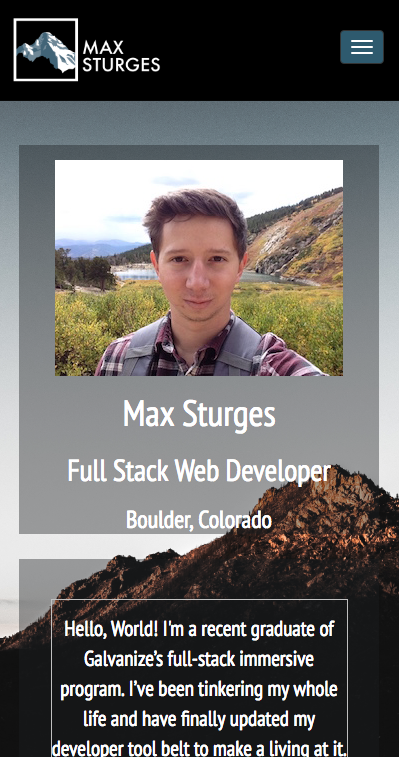 MAX
STURGES
Max Sturges
Full Stack Web Developer
Boulder, Colorado
Hello, World! I'm a recent graduate of
Galvanize’s full-stack immersive
program. I’ve been tinkering my whole
life and have finally updated my
developer tool belt to make a living at it.